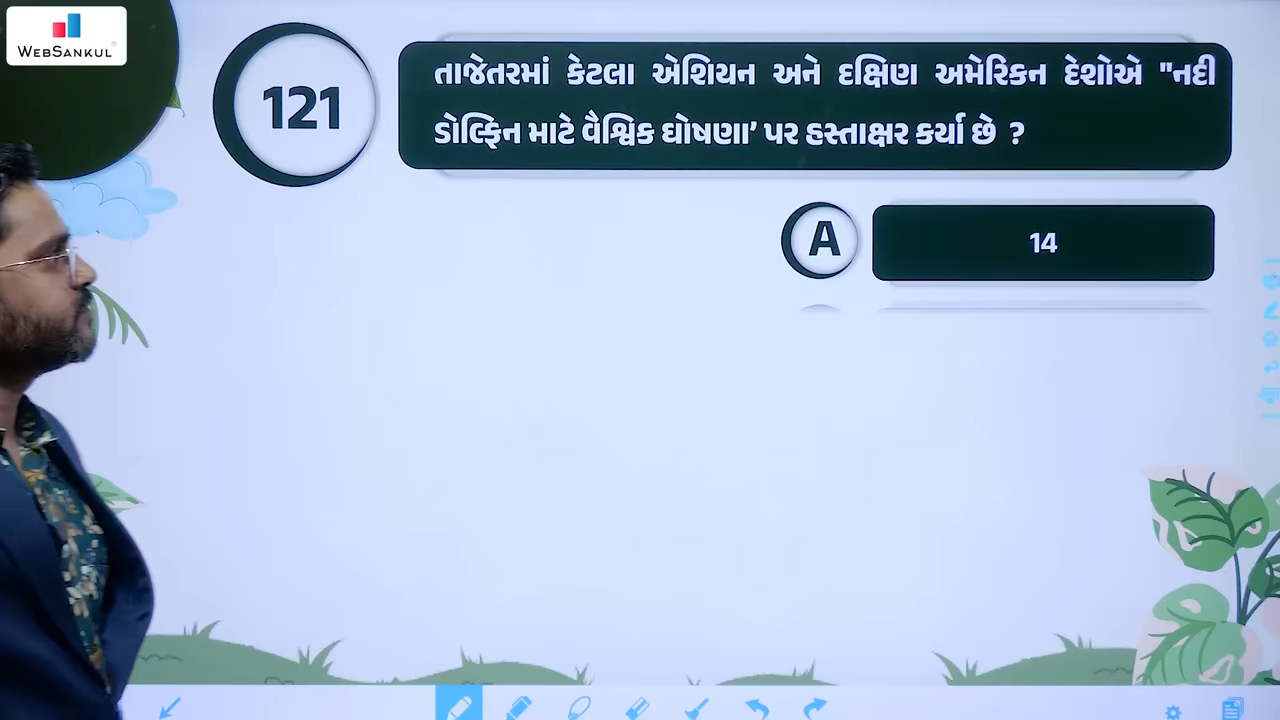 WEBSANKUL
121
તાજેતરમાં કેટલા એશિયન અને દક્ષિણ અમેરિકન દેશોએ "નદી
ડોલ્ફિન માટે વૈશ્વિક ઘોષણા’ પર હસ્તાક્ષર કર્યા છે ?
A
14